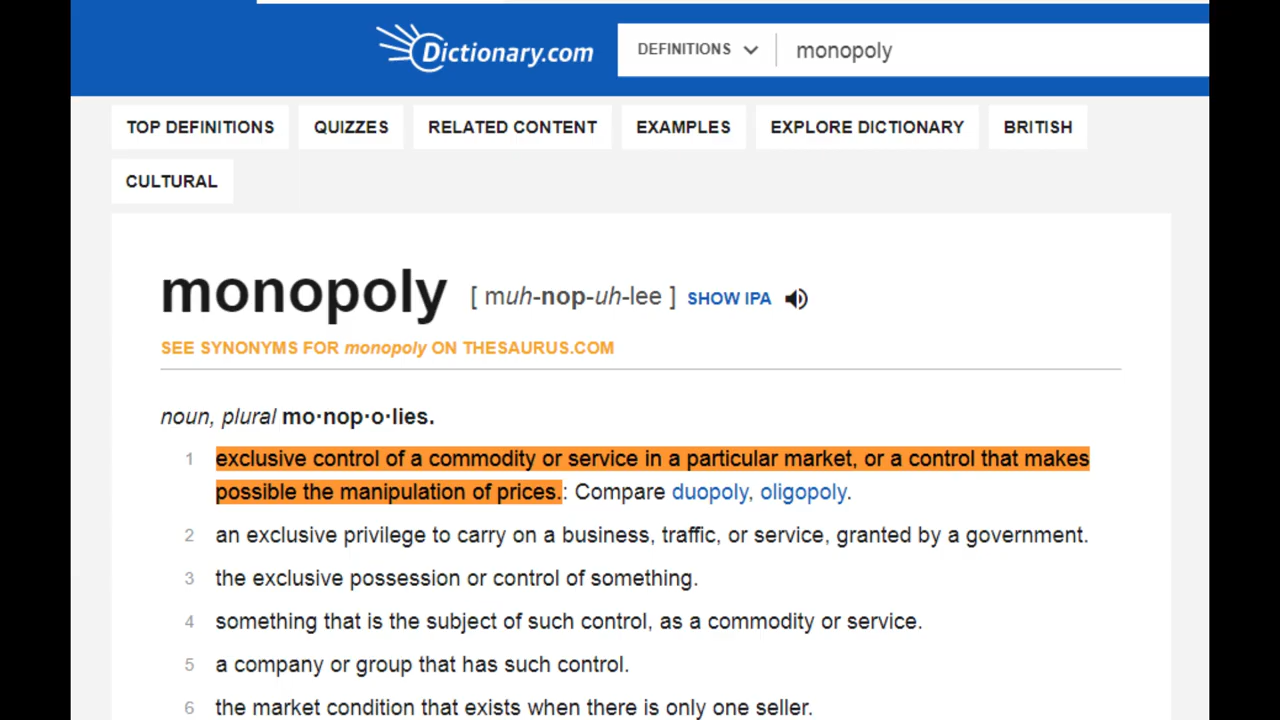 Dictionary.com
DEFINITIONS
monopoly
TOP DEFINITIONS
QUIZZES
RELATED CONTENT
EXAMPLES
EXPLORE DICTIONARY
BRITISH
CULTURAL
monopoly [ muh-nop-uh-lee ] SHOW IPA
SEE SYNONYMS FOR monopoly ON THESAURUS.COM
noun, plural mo·nop·o·lies.
1 exclusive control of a commodity or service in a particular market, or a control that makes
possible the manipulation of prices.: Compare duopoly, oligopoly.
2 an exclusive privilege to carry on a business, traffic, or service, granted by a government.
3 the exclusive possession or control of something.
4 something that is the subject of such control, as a commodity or service.
5 a company or group that has such control.
6 the market condition that exists when there is only one seller.